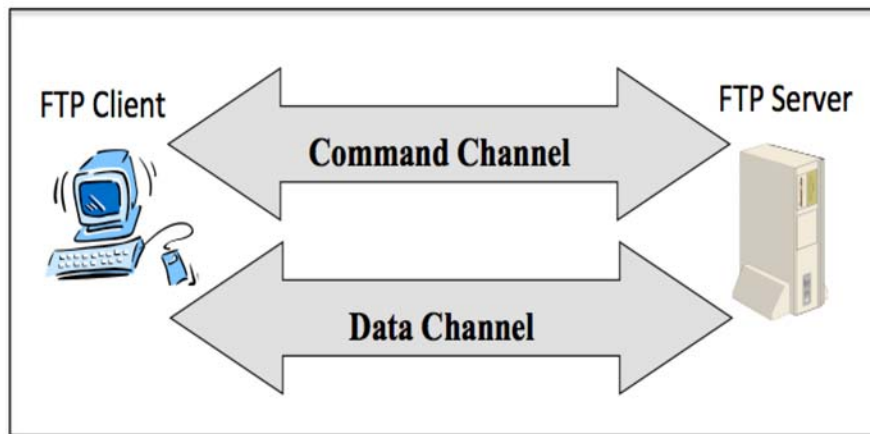 FTP Client
FTP Server
Command Channel
Data Channel